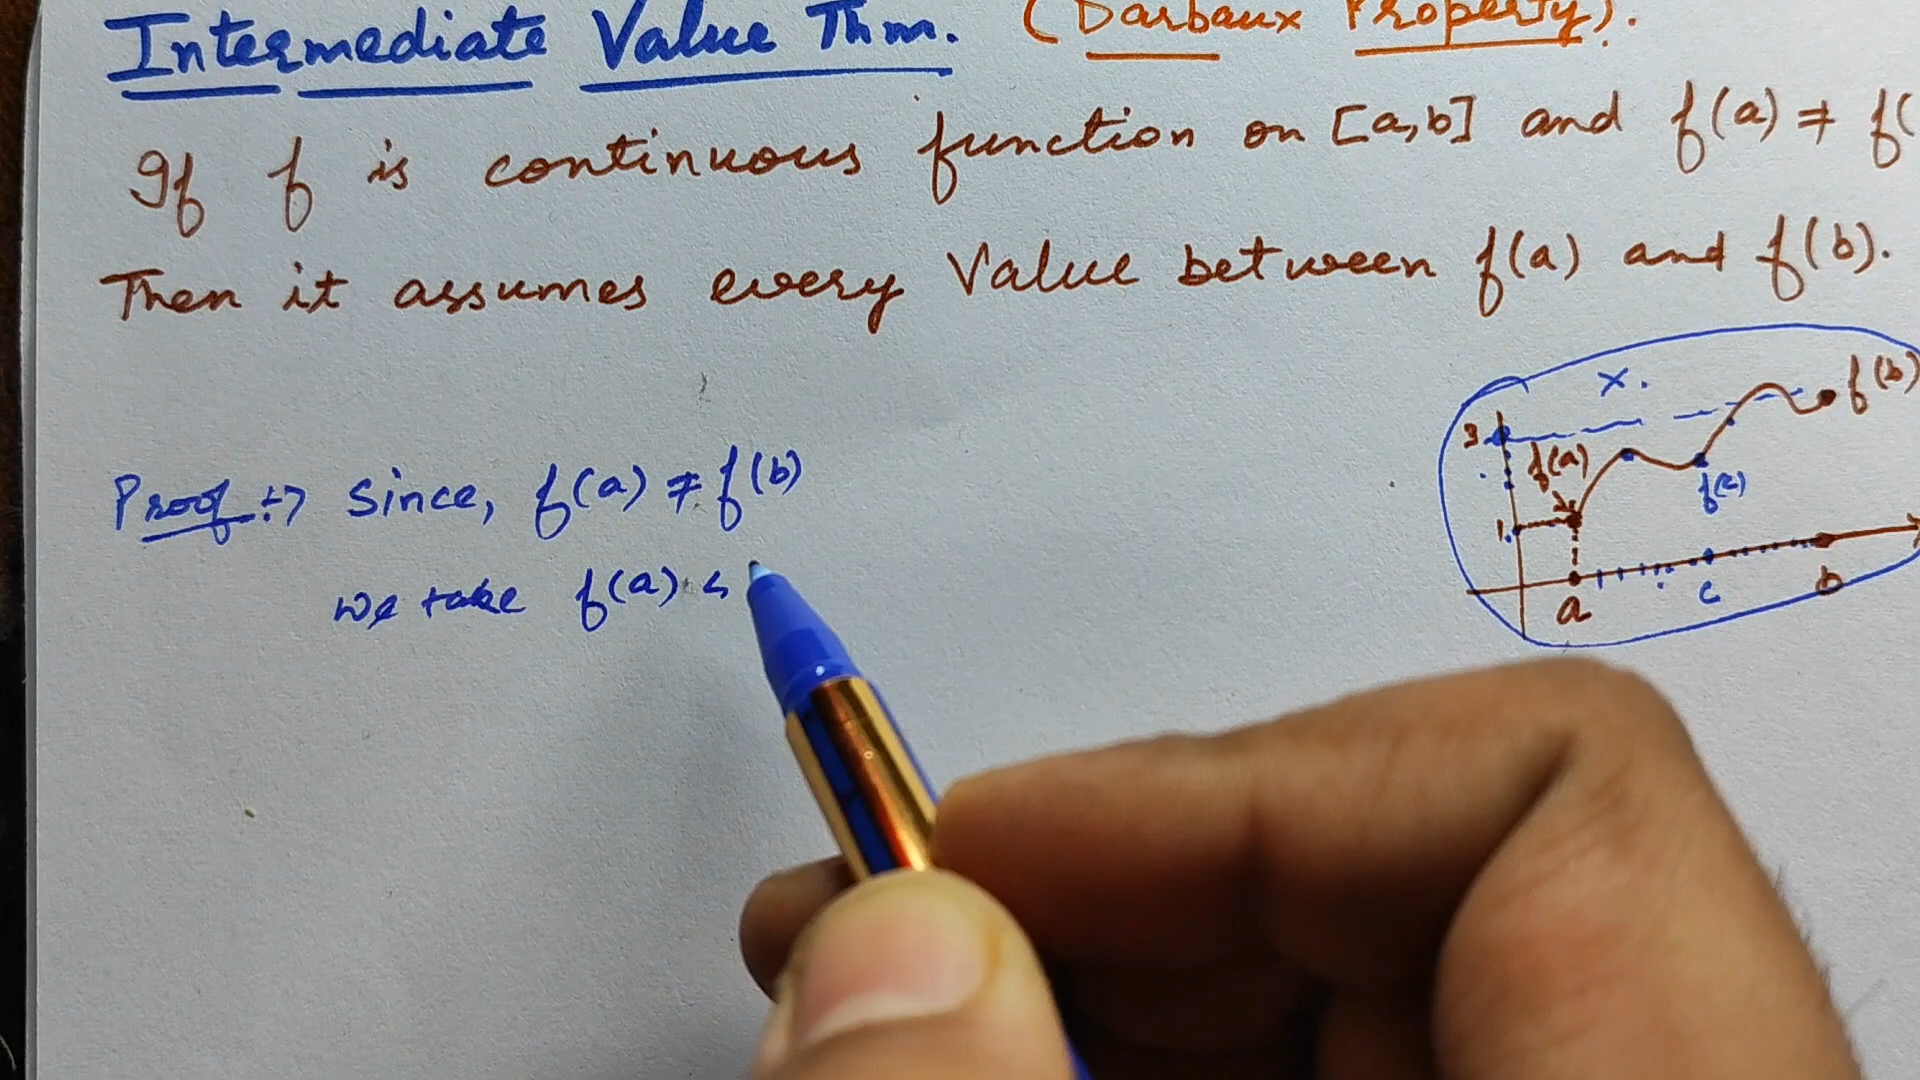 Intermediate Value Thm. (Darbaux Property).
If f is continuous function on [a,b] and f(a) ≠ f(
Then it assumes every Value between f(a) and f(b).
Proof :→ Since, f(a) ≠ f(b)
we take f(a) <
x.
f(b)
3
f(a)
f(c)
1
a
c
b